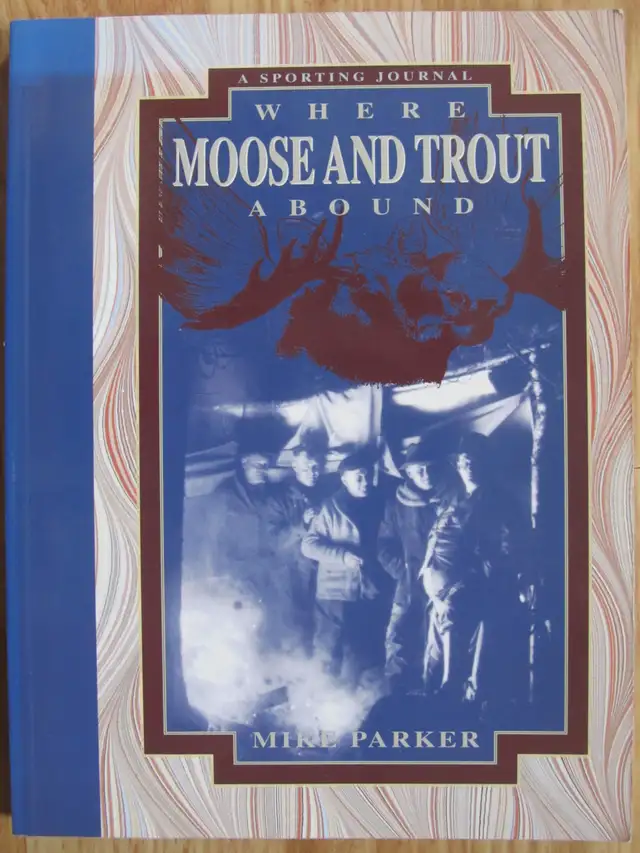 A SPORTING JOURNAL
WHERE
MOOSE AND TROUT
ABOUND
MIKE PARKER